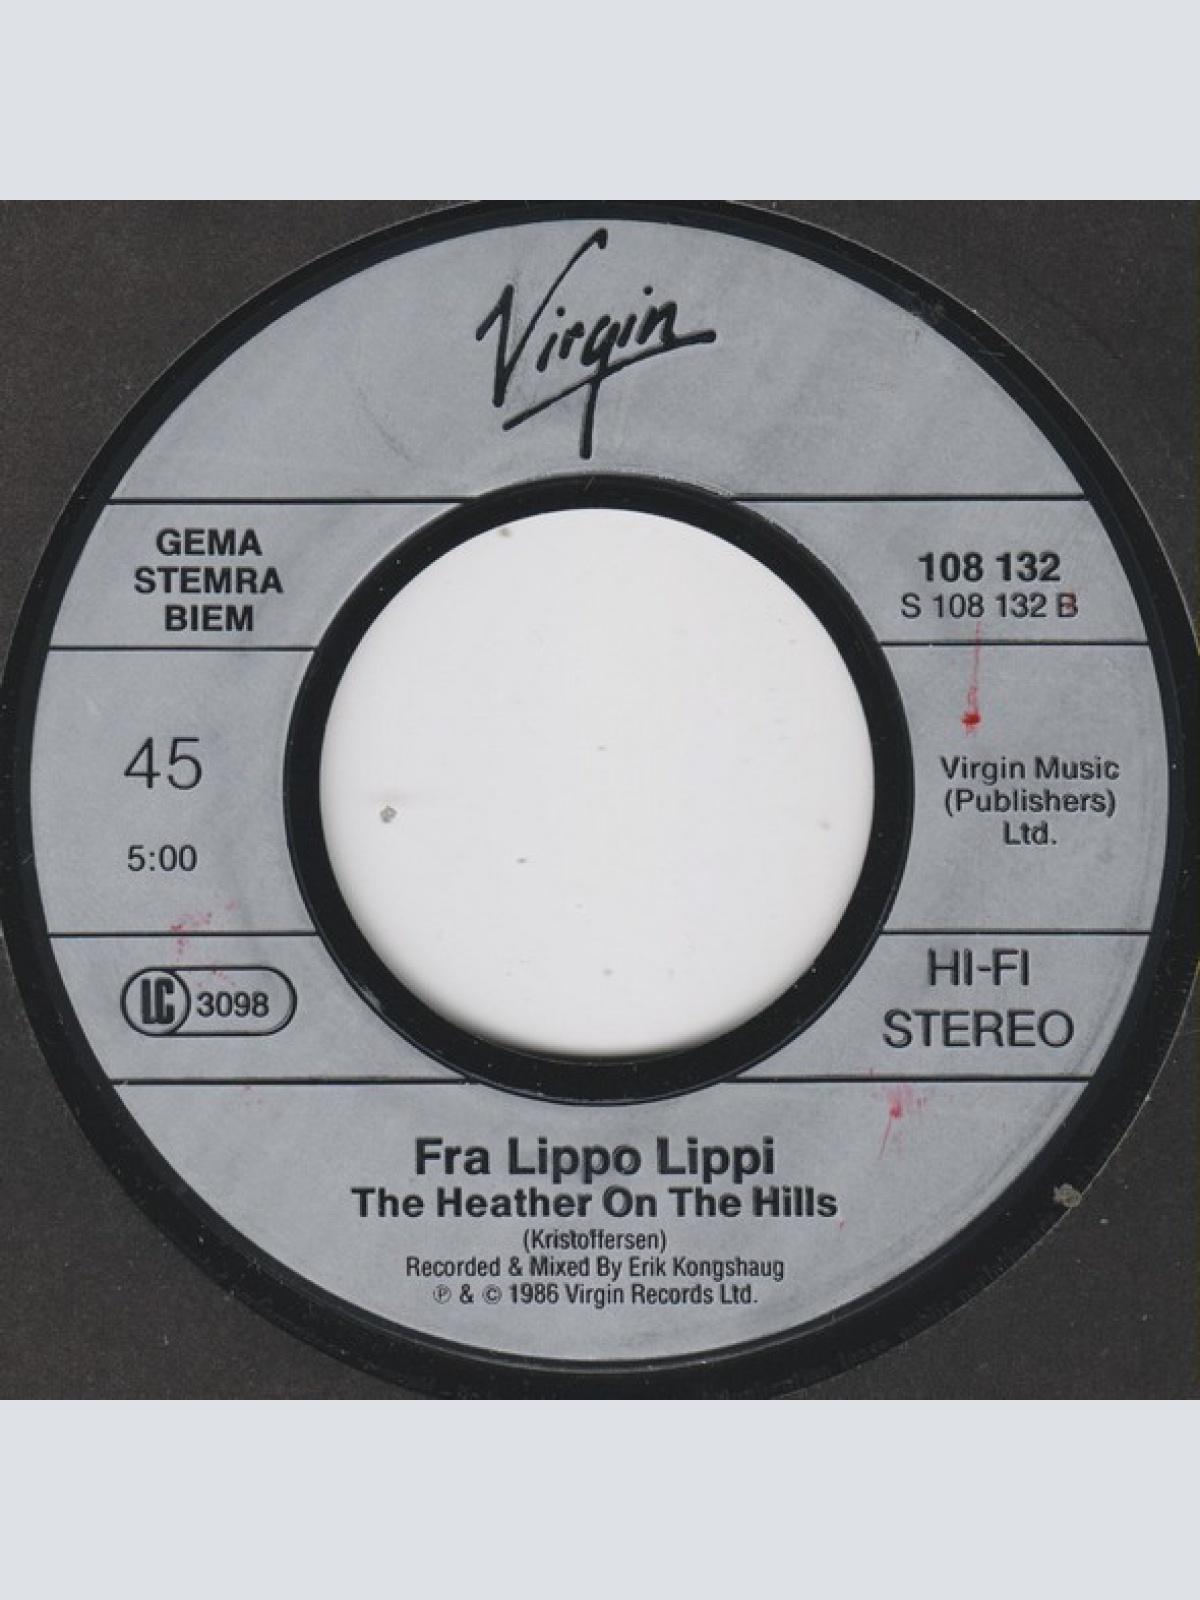 Virgin
GEMA
STEMRA
BIEM
108 132
S 108 132 B
45
5:00
Virgin Music
(Publishers)
Ltd.
LC 3098
HI-FI
STEREO
Fra Lippo Lippi
The Heather On The Hills
(Kristoffersen)
Recorded & Mixed By Erik Kongshaug
℗ & © 1986 Virgin Records Ltd.